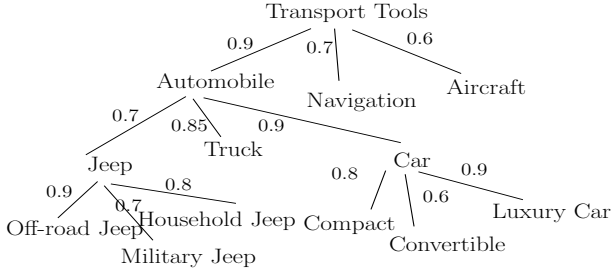 Transport Tools
0.9
0.7
0.6
Automobile
Navigation
Aircraft
0.7
0.85
0.9
Truck
Jeep
Car
0.9
0.7
0.8
0.8
0.6
0.9
Off-road Jeep
Household Jeep
Military Jeep
Compact
Convertible
Luxury Car